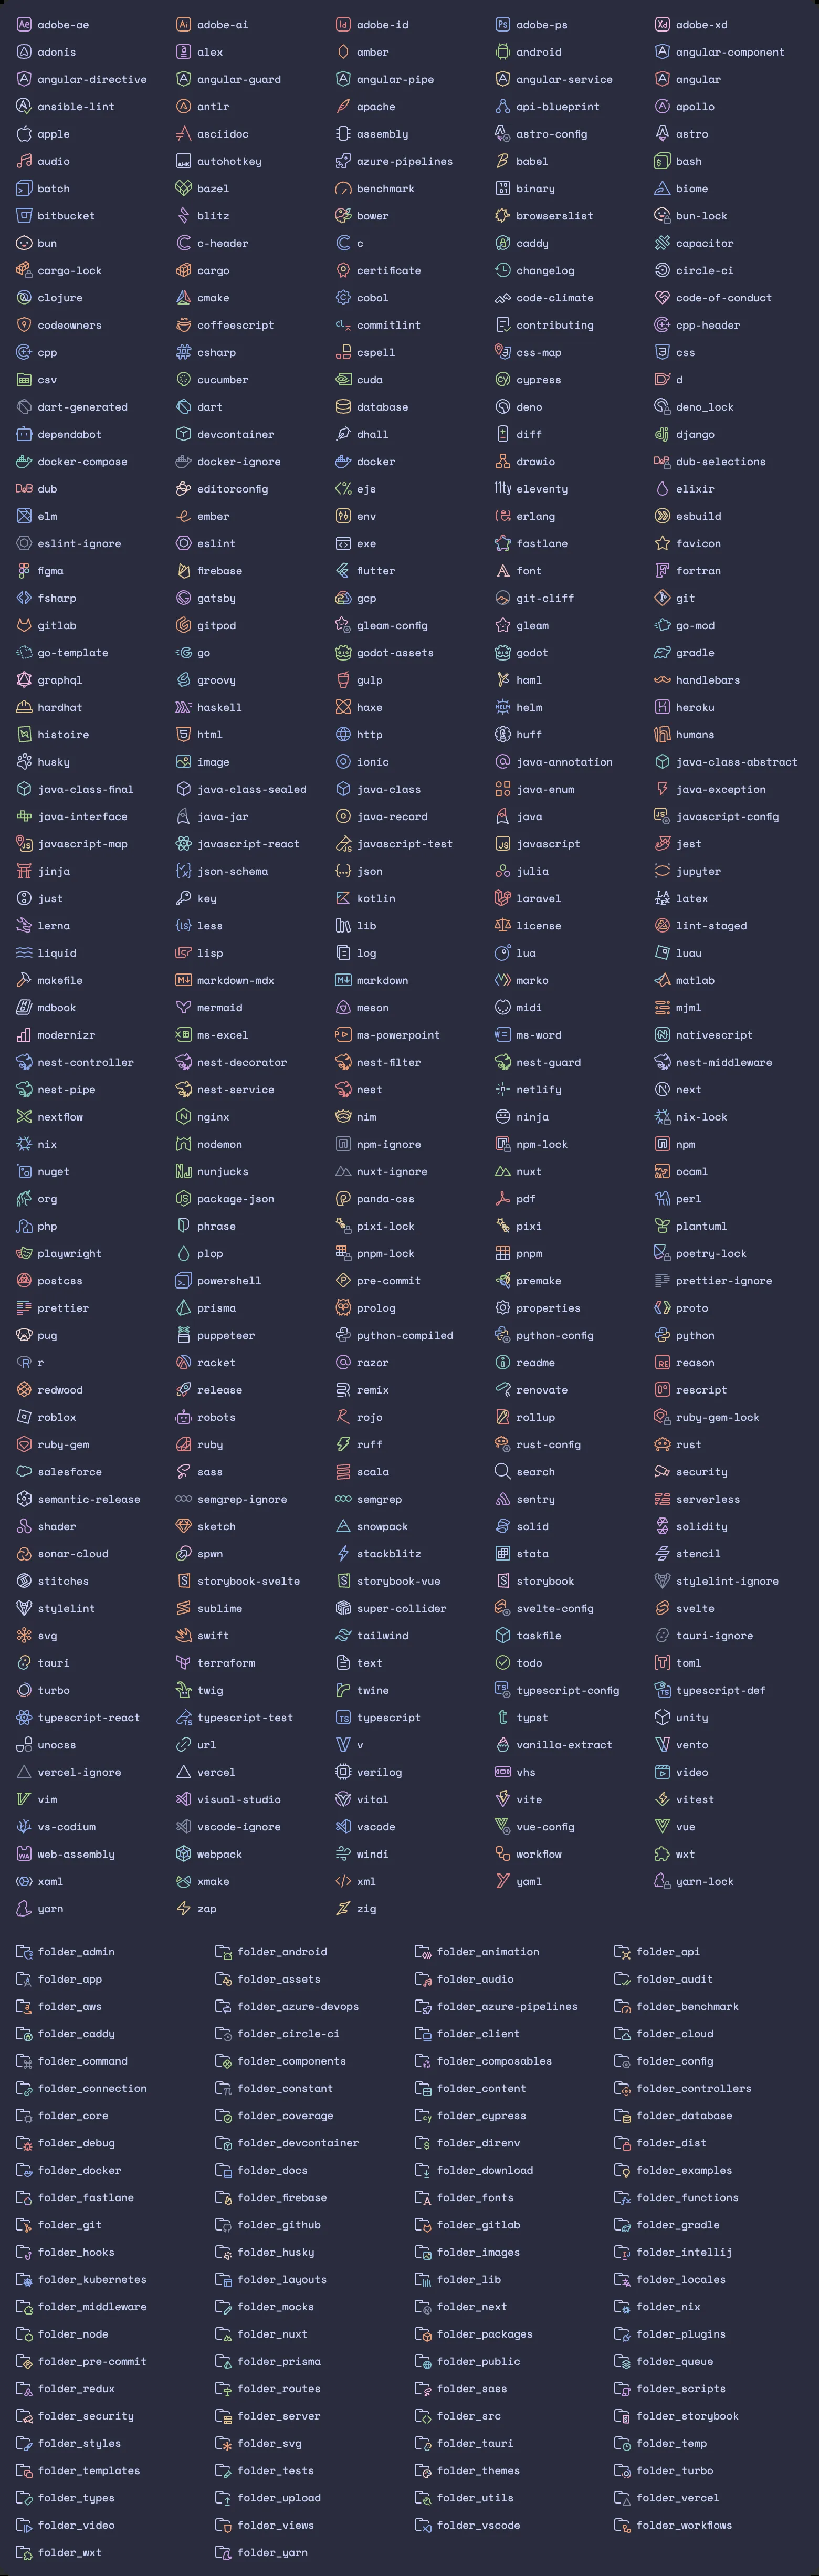 adobe-ae adobe-ai adobe-id adobe-ps adobe-xd
adonis alex amber android angular-component
angular-directive angular-guard angular-pipe angular-service angular
ansible-lint antlr apache api-blueprint apollo
apple asciidoc assembly astro-config astro
audio autohotkey azure-pipelines babel bash
batch bazel benchmark binary biome
bitbucket blitz bower browserslist bun-lock
bun c-header c caddy capacitor
cargo-lock cargo certificate changelog circle-ci
clojure cmake cobol code-climate code-of-conduct
codeowners coffeescript commitlint contributing cpp-header
cpp csharp cspell css-map css
csv cucumber cuda cypress d
dart-generated dart database deno deno_lock
dependabot devcontainer dhall diff django
docker-compose docker-ignore docker drawio dub-selections
dub editorconfig ejs eleventy elixir
elm ember env erlang esbuild
eslint-ignore eslint exe fastlane favicon
figma firebase flutter font fortran
fsharp gatsby gcp git-cliff git
gitlab gitpod gleam-config gleam go-mod
go-template go godot-assets godot gradle
graphql groovy gulp haml handlebars
hardhat haskell haxe helm heroku
histoire html http huff humans
husky image ionic java-annotation java-class-abstract
java-class-final java-class-sealed java-class java-enum java-exception
java-interface java-jar java-record java javascript-config
javascript-map javascript-react javascript-test javascript jest
jinja json-schema json julia jupyter
just key kotlin laravel latex
lerna less lib license lint-staged
liquid lisp log lua luau
makefile markdown-mdx markdown marko matlab
mdbook mermaid meson midi mjml
modernizr ms-excel ms-powerpoint ms-word nativescript
nest-controller nest-decorator nest-filter nest-guard nest-middleware
nest-pipe nest-service nest netlify next
nextflow nginx nim ninja nix-lock
nix nodemon npm-ignore npm-lock npm
nuget nunjucks nuxt-ignore nuxt ocaml
org package-json panda-css pdf perl
php phrase pixi-lock pixi plantuml
playwright plop pnpm-lock pnpm poetry-lock
postcss powershell pre-commit premake prettier-ignore
prettier prisma prolog properties proto
pug puppeteer python-compiled python-config python
r racket razor readme reason
redwood release remix renovate rescript
roblox robots rojo rollup ruby-gem-lock
ruby-gem ruby ruff rust-config rust
salesforce sass scala search security
semantic-release semgrep-ignore semgrep sentry serverless
shader sketch snowpack solid solidity
sonar-cloud spwn stackblitz stata stencil
stitches storybook-svelte storybook-vue storybook stylelint-ignore
stylelint sublime super-collider svelte-config svelte
svg swift tailwind taskfile tauri-ignore
tauri terraform text todo toml
turbo twig twine typescript-config typescript-def
typescript-react typescript-test typescript typst unity
unocss url v vanilla-extract vento
vercel-ignore vercel verilog vhs video
vim visual-studio vital vite vitest
vs-codium vscode-ignore vscode vue-config vue
web-assembly webpack windi workflow wxt
xaml xmake xml yaml yarn-lock
yarn zap zig
folder_admin folder_android folder_animation folder_api
folder_app folder_assets folder_audio folder_audit
folder_aws folder_azure-devops folder_azure-pipelines folder_benchmark
folder_caddy folder_circle-ci folder_client folder_cloud
folder_command folder_components folder_composables folder_config
folder_connection folder_constant folder_content folder_controllers
folder_core folder_coverage folder_cypress folder_database
folder_debug folder_devcontainer folder_direnv folder_dist
folder_docker folder_docs folder_download folder_examples
folder_fastlane folder_firebase folder_fonts folder_functions
folder_git folder_github folder_gitlab folder_gradle
folder_hooks folder_husky folder_images folder_intellij
folder_kubernetes folder_layouts folder_lib folder_locales
folder_middleware folder_mocks folder_next folder_nix
folder_node folder_nuxt folder_packages folder_plugins
folder_pre-commit folder_prisma folder_public folder_queue
folder_redux folder_routes folder_sass folder_scripts
folder_security folder_server folder_src folder_storybook
folder_styles folder_svg folder_tauri folder_temp
folder_templates folder_tests folder_themes folder_turbo
folder_types folder_upload folder_utils folder_vercel
folder_video folder_views folder_vscode folder_workflows
folder_wxt folder_yarn